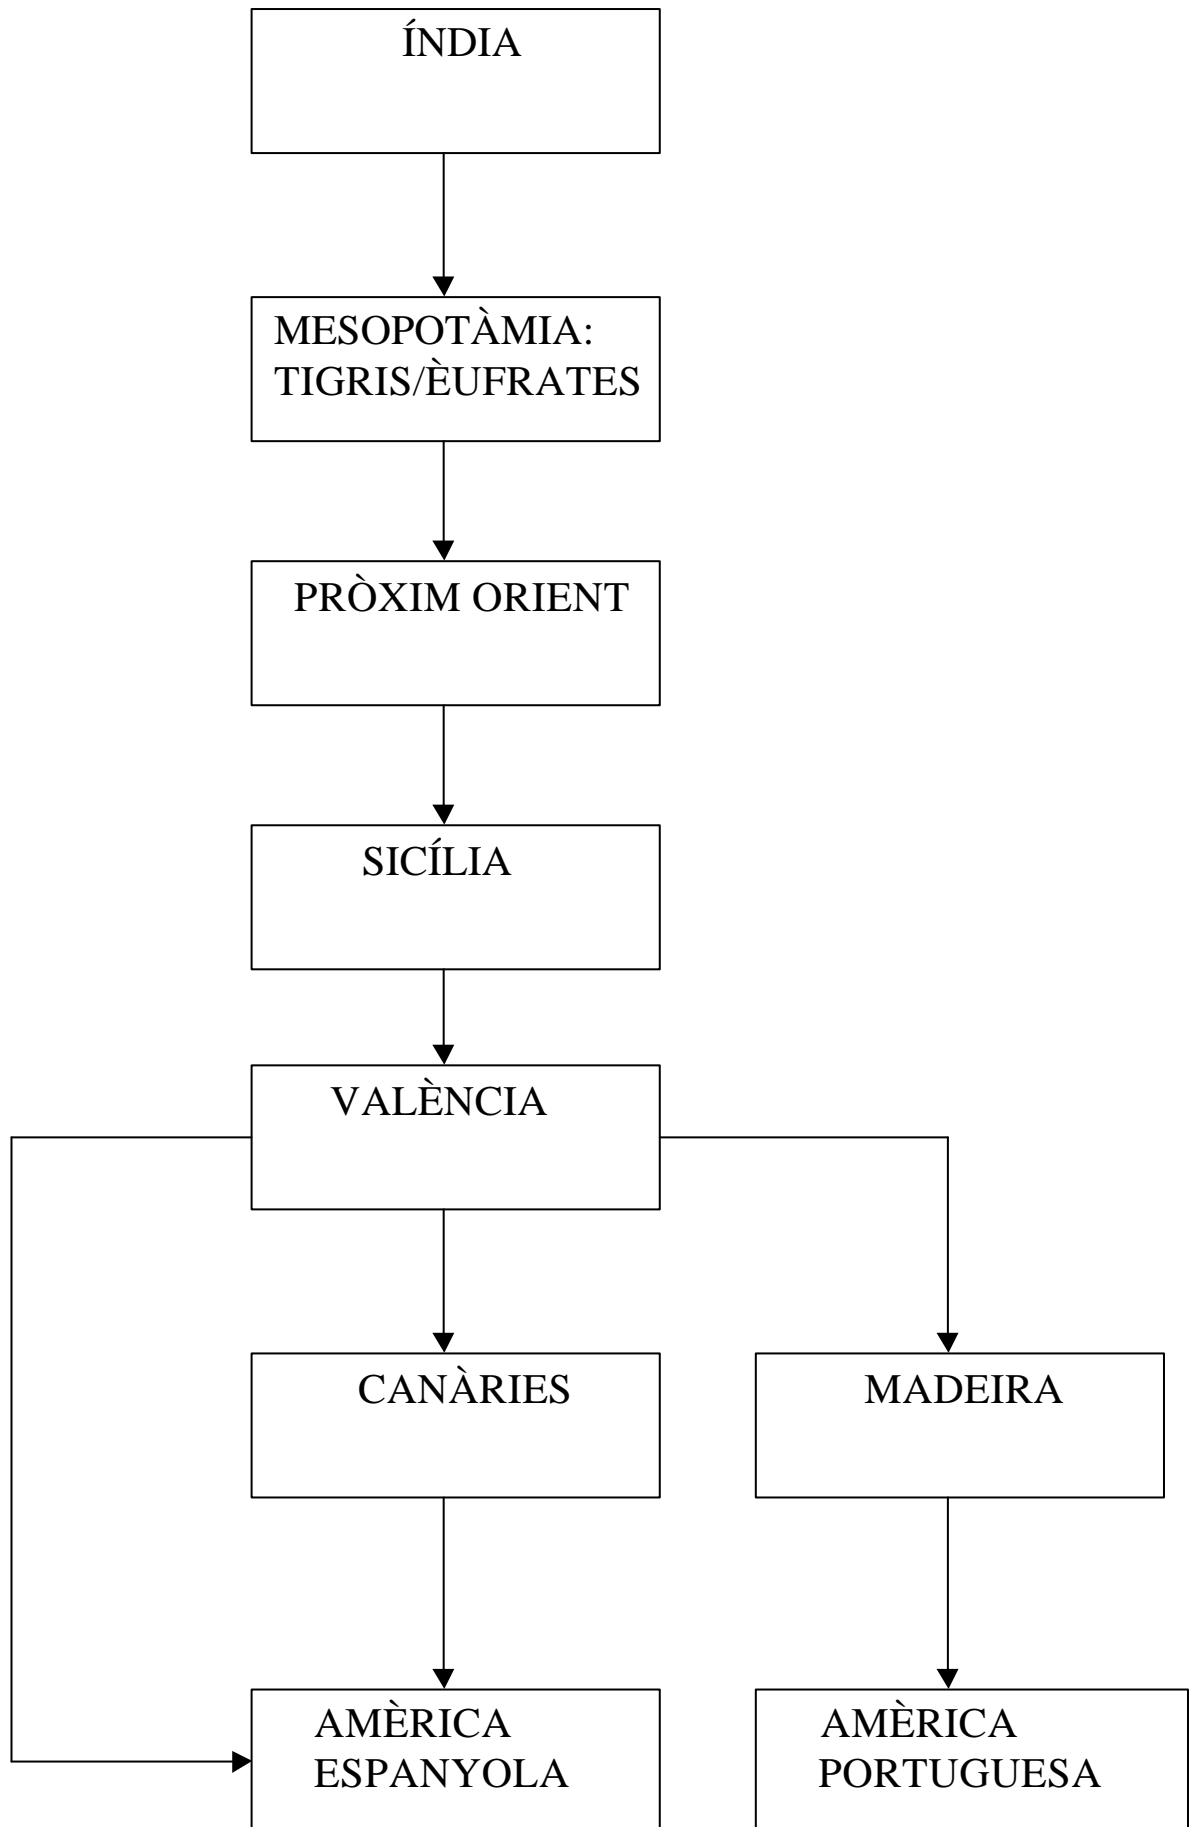 ÍNDIA
MESOPOTÀMIA:
TIGRIS/ÈUFRATES
PRÒXIM ORIENT
SICÍLIA
VALÈNCIA
CANÀRIES
MADEIRA
AMÈRICA
ESPANYOLA
AMÈRICA
PORTUGUESA